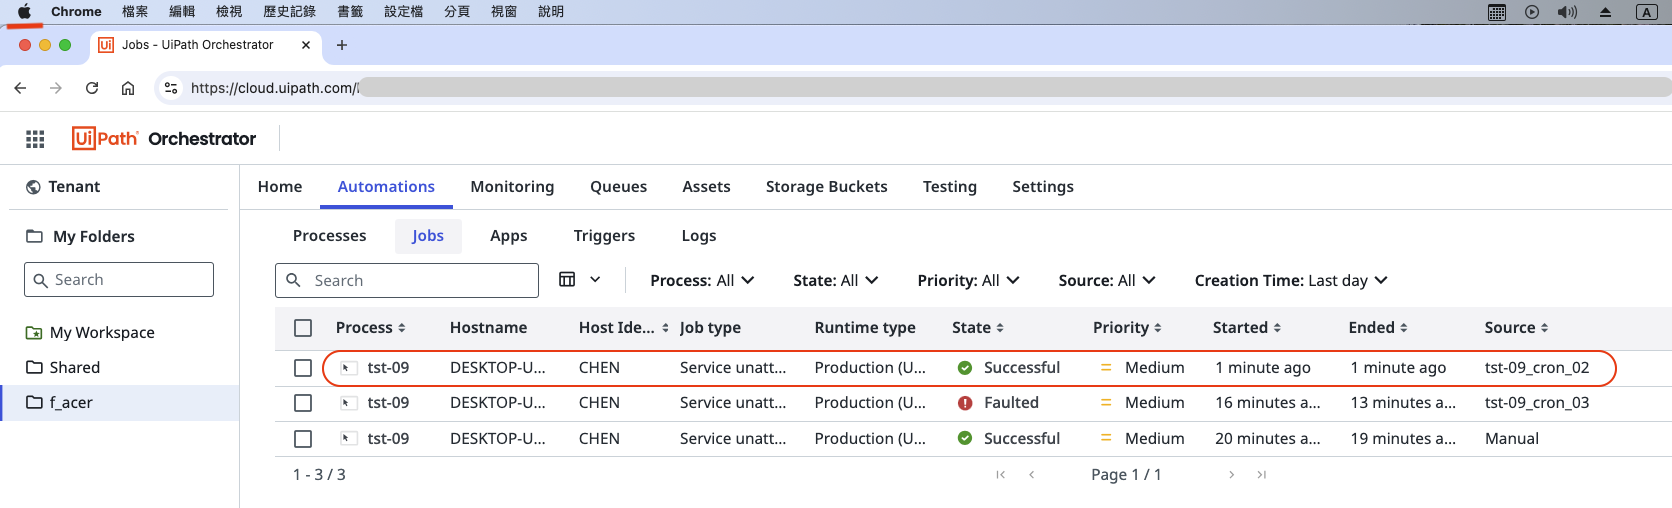 Chrome 檔案 編輯 檢視 歷史記錄 書籤 設定檔 分頁 視窗 說明 A
Ui Jobs - UiPath Orchestrator
https://cloud.uipath.com/
UiPath Orchestrator
Tenant
Home Automations Monitoring Queues Assets Storage Buckets Testing Settings
My Folders
Processes Jobs Apps Triggers Logs
Search
Search Process: All State: All Priority: All Source: All Creation Time: Last day
My Workspace
Shared
f_acer
Process Hostname Host Ide... Job type Runtime type State Priority Started Ended Source
tst-09 DESKTOP-U... CHEN Service unatt... Production (U... Successful Medium 1 minute ago 1 minute ago tst-09_cron_02
tst-09 DESKTOP-U... CHEN Service unatt... Production (U... Faulted Medium 16 minutes a... 13 minutes a... tst-09_cron_03
tst-09 DESKTOP-U... CHEN Service unatt... Production (U... Successful Medium 20 minutes a... 19 minutes a... Manual
1 - 3 / 3 Page 1 / 1